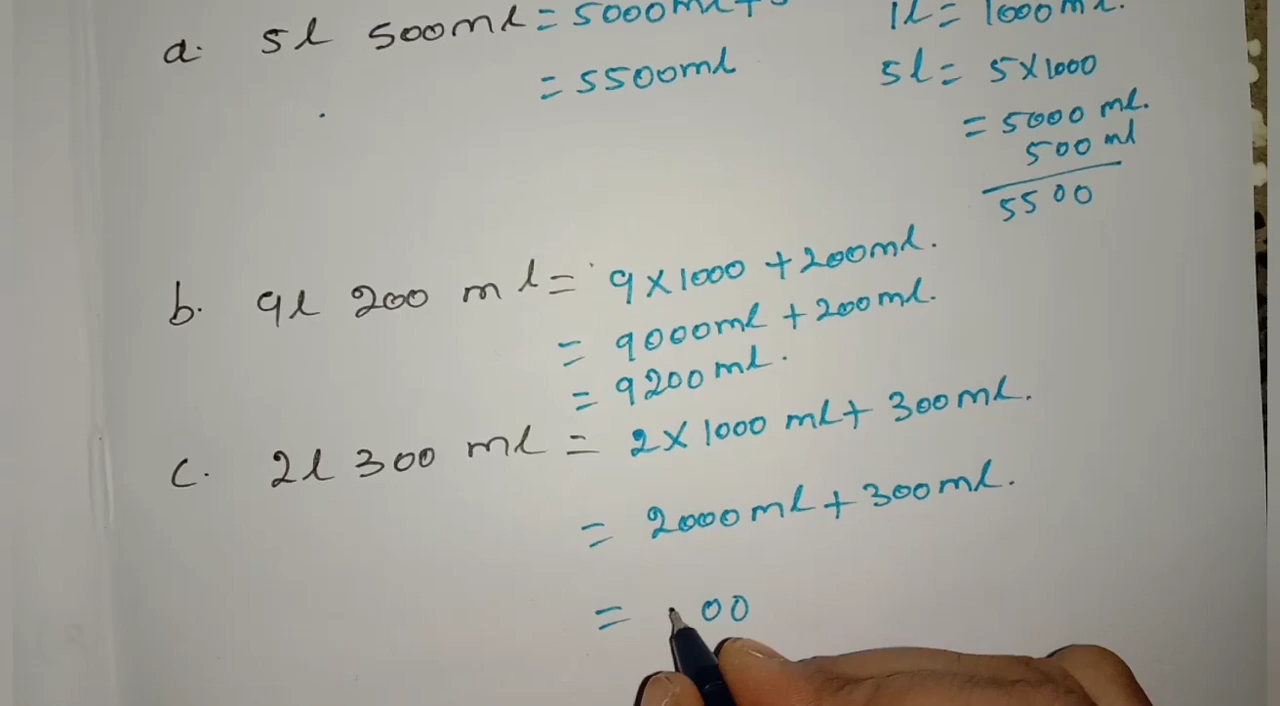 a. 5l 500ml = 5000ml +
= 5500ml
1l = 1000ml.
5l = 5x1000
= 5000 ml.
500 ml
5500
b. 9l 200 ml = 9x1000 + 200ml.
= 9000ml + 200ml.
= 9200 ml.
c. 2l 300 ml = 2x1000 ml + 300ml.
= 2000ml + 300ml.
= 00